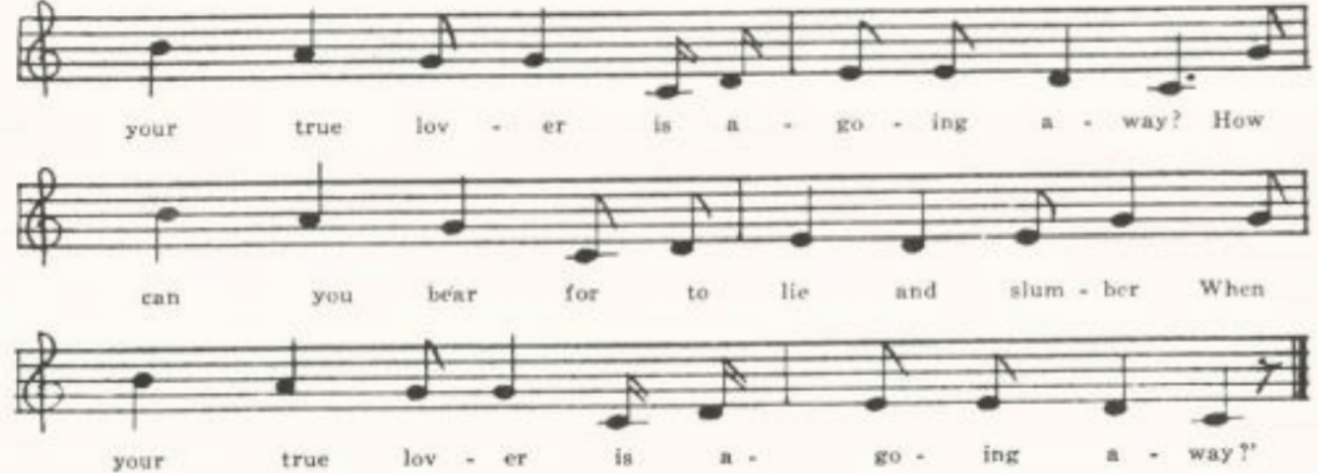 your true lov - er is a - go - ing a - way? How
can you bear for to lie and slum - ber When
your true lov - er is a - go - ing a - way?'